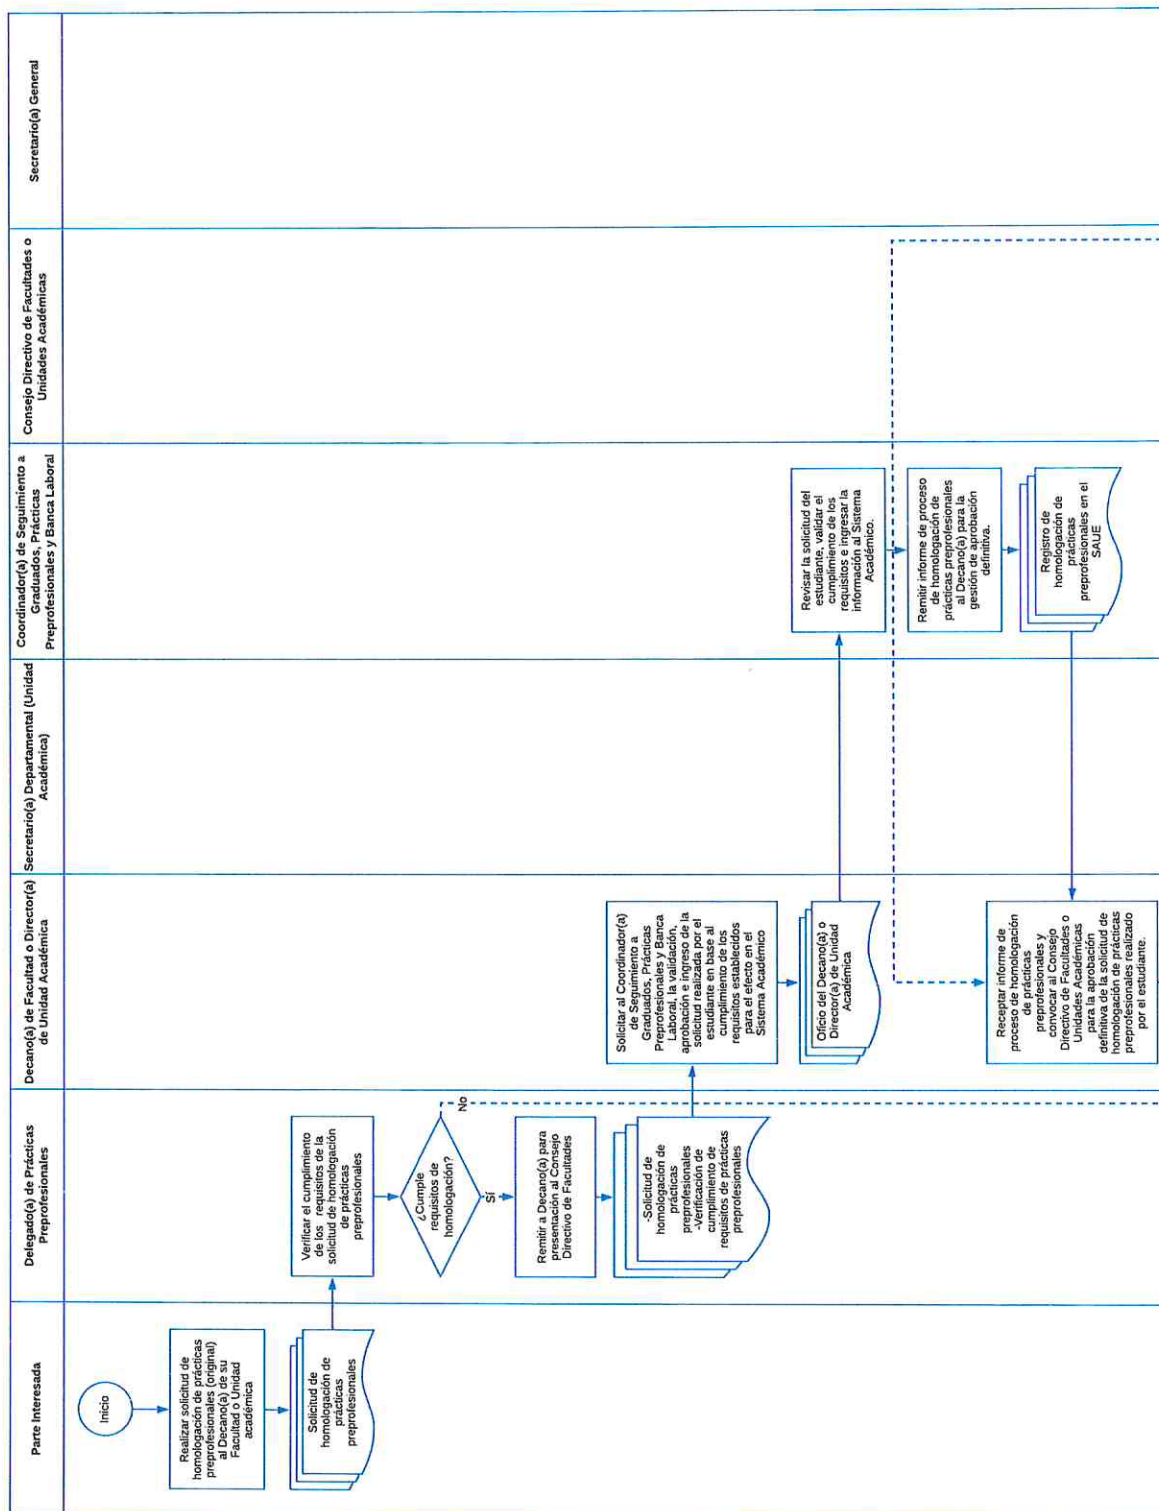 Parte Interesada
Delegado(a) de Prácticas
Preprofesionales
Decano(a) de Facultad o Director(a)
de Unidad Académica
Secretario(a) Departamental (Unidad
Académica)
Coordinador(a) de Seguimiento a
Graduados, Prácticas
Preprofesionales y Banca Laboral
Consejo Directivo de Facultades o
Unidades Académicas
Secretario(a) General
Inicio
Realizar solicitud de
homologación de prácticas
preprofesionales (original)
al Decano(a) de su
Facultad o Unidad
académica
Solicitud de
homologación de
prácticas
preprofesionales
Verificar el cumplimiento
de los requisitos de la
solicitud de homologación
de prácticas
preprofesionales
¿Cumple
requisitos de
homologación?
No
Sí
Remitir a Decano(a) para
presentación al Consejo
Directivo de Facultades
-Solicitud de
homologación de
prácticas
preprofesionales
-Verificación de
cumplimiento de
requisitos de prácticas
preprofesionales
Solicitar al Coordinador(a)
de Seguimiento a
Graduados, Prácticas
Preprofesionales y Banca
Laboral, la validación,
aprobación e ingreso de la
solicitud realizada por el
estudiante en base al
cumplimiento de los
requisitos establecidos
para el efecto en el
Sistema Académico
Oficio del Decano(a) o
Director(a) de Unidad
Académica
Revisar la solicitud del
estudiante, validar el
cumplimiento de los
requisitos e ingresar la
información al Sistema
Académico.
Remitir informe de proceso
de homologación de
prácticas preprofesionales
al Decano(a) para la
gestión de aprobación
definitiva.
Registro de
homologación de
prácticas
preprofesionales en el
SAUE
Receptar informe de
proceso de homologación
de prácticas
preprofesionales y
convocar al Consejo
Directivo de Facultades o
Unidades Académicas
para la aprobación
definitiva de la solicitud de
homologación de prácticas
preprofesionales realizado
por el estudiante.